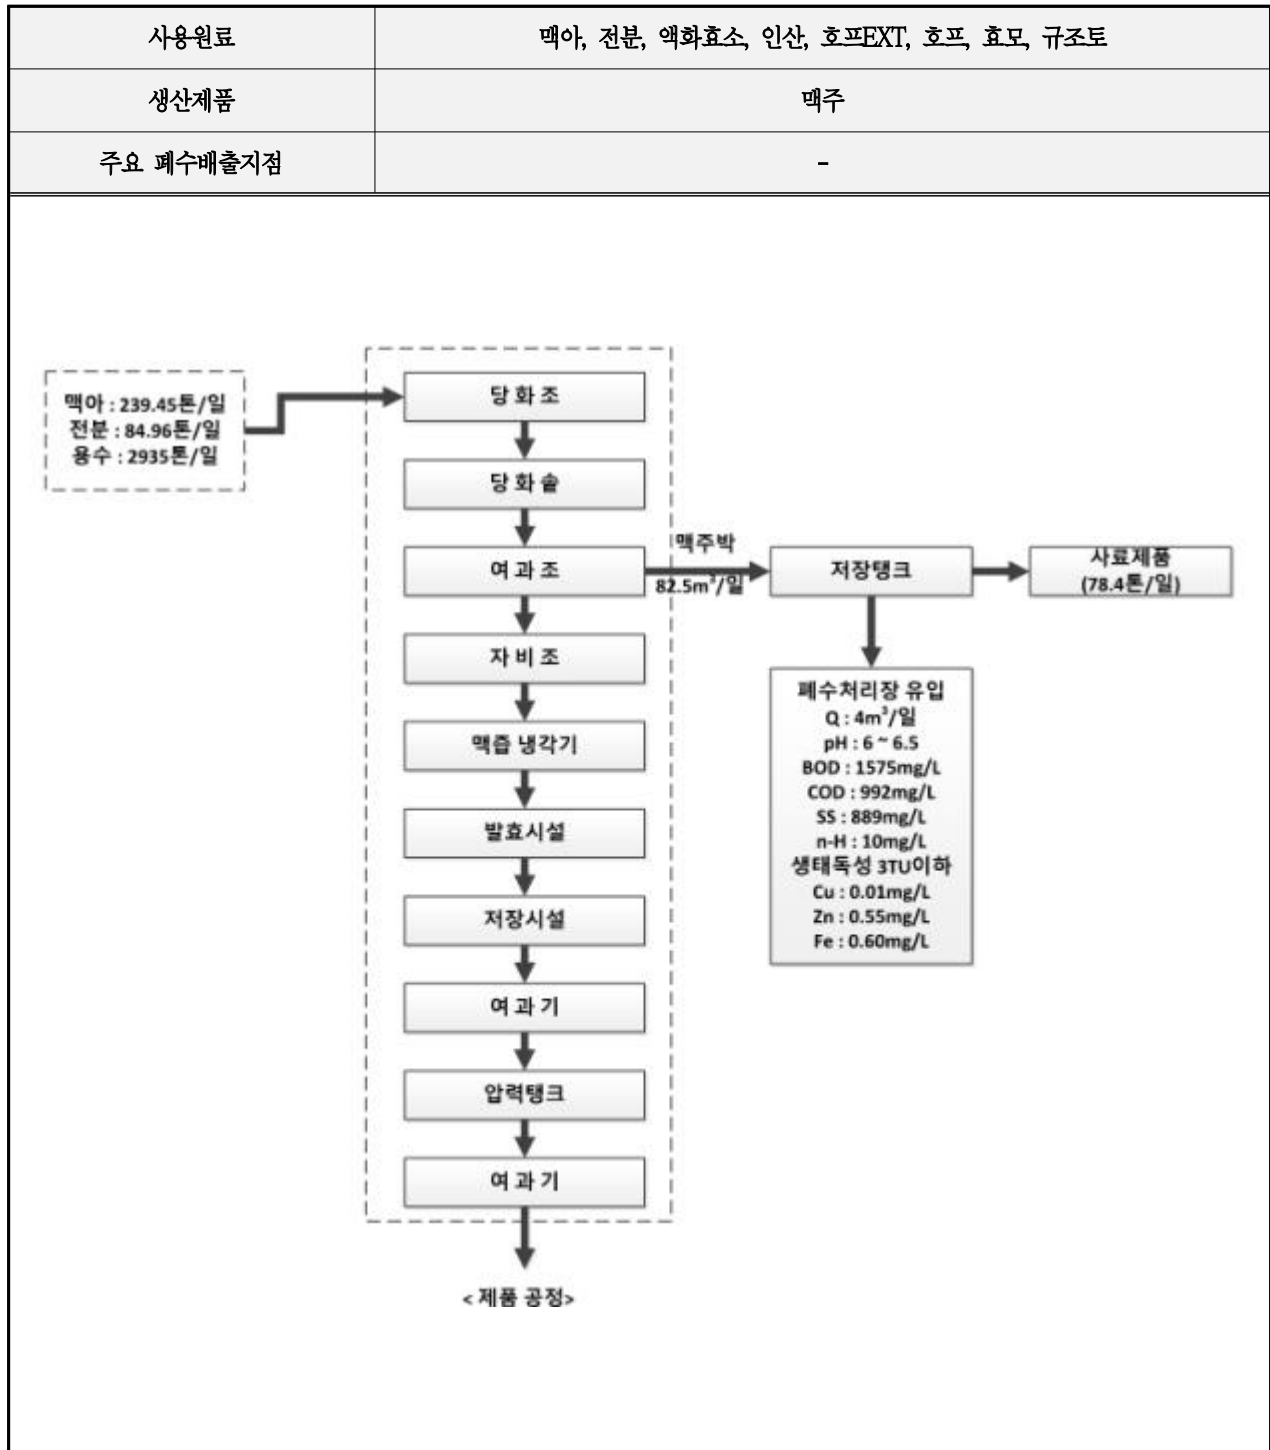 사용원료
맥아, 전분, 액화효소, 인산, 호프EXT, 호프, 효모, 규조토
생산제품
맥주
주요 폐수배출지점
-
맥아 : 239.45톤/일
전분 : 84.96톤/일
용수 : 2935톤/일
당 화 조
당 화 솥
여 과 조
맥주박
82.5m³/일
저장탱크
사료제품
(78.4톤/일)
자 비 조
맥즙 냉각기
발효시설
저장시설
여 과 기
압력탱크
여 과 기
폐수처리장 유입
Q : 4m³/일
pH : 6 ~ 6.5
BOD : 1575mg/L
COD : 992mg/L
SS : 889mg/L
n-H : 10mg/L
생태독성 3TU이하
Cu : 0.01mg/L
Zn : 0.55mg/L
Fe : 0.60mg/L
< 제품 공정>